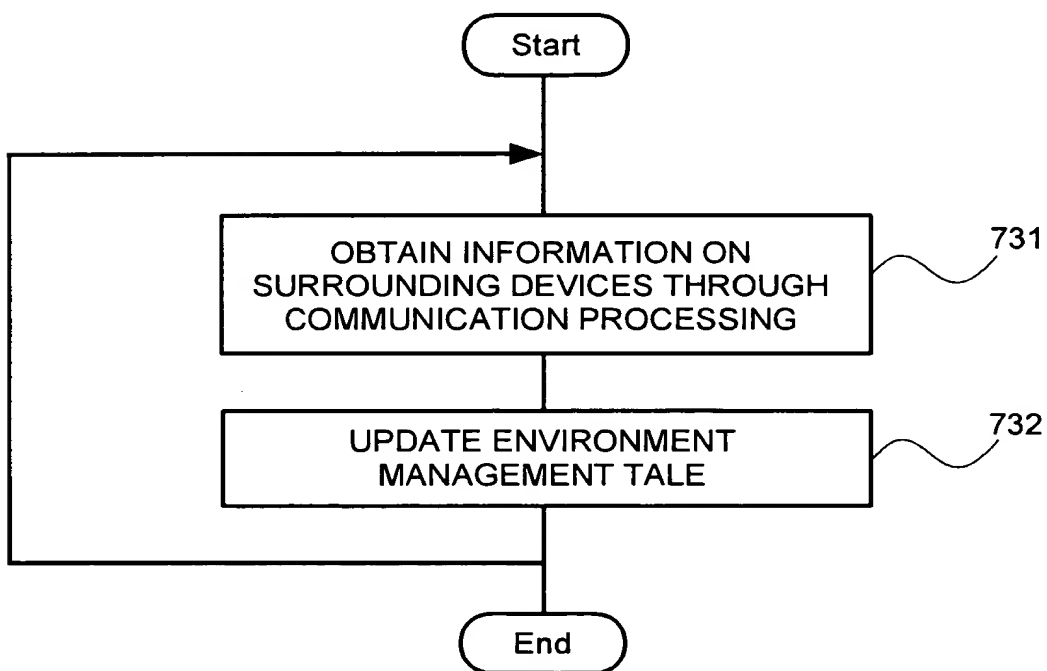 Start
OBTAIN INFORMATION ON
SURROUNDING DEVICES THROUGH
COMMUNICATION PROCESSING
731
UPDATE ENVIRONMENT
MANAGEMENT TALE
732
End